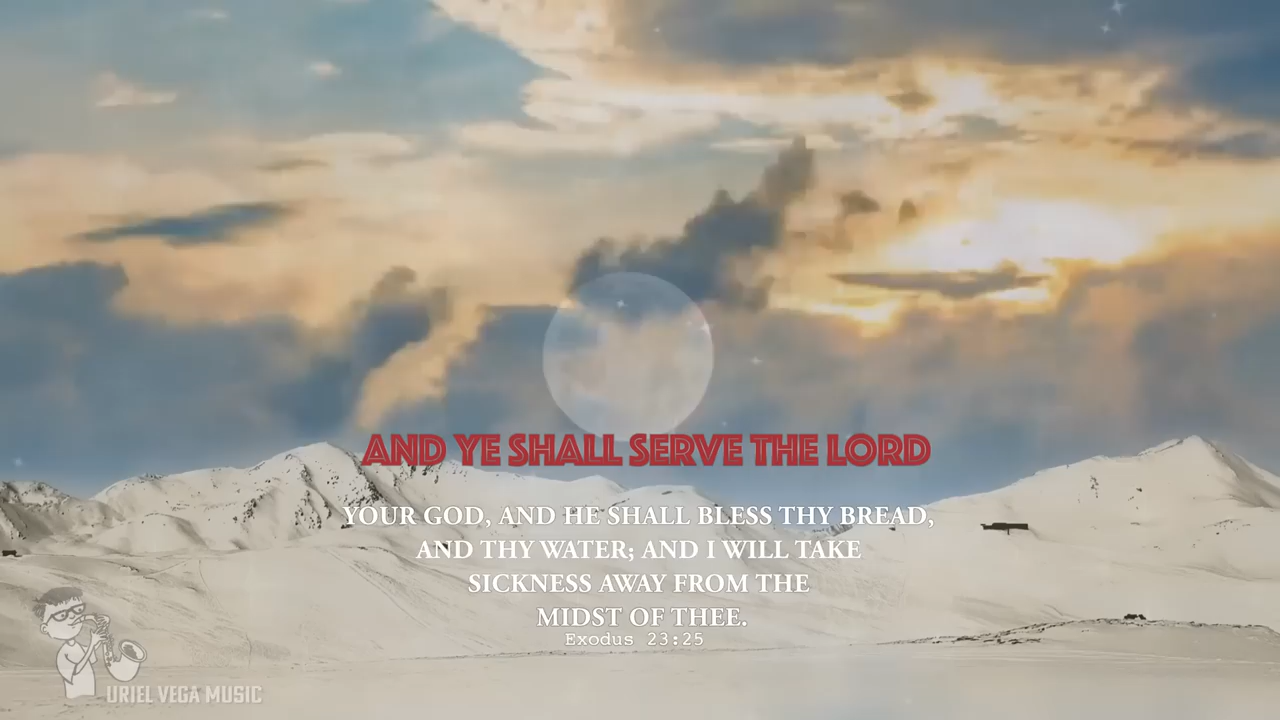 AND YE SHALL SERVE THE LORD
YOUR GOD, AND HE SHALL BLESS THY BREAD,
AND THY WATER; AND I WILL TAKE
SICKNESS AWAY FROM THE
MIDST OF THEE.
Exodus 23:25
URIEL VEGA MUSIC